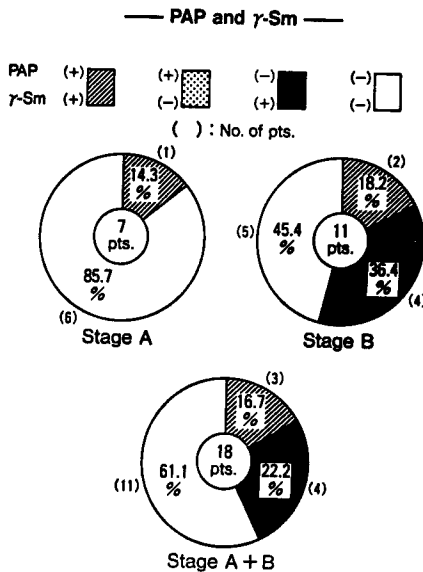 PAP and γ-Sm
PAP (+) (+) (−) (−)
γ-Sm (+) (−) (+) (−)
( ) : No. of pts.
(1)
14.3
%
7
pts.
85.7
%
(6)
Stage A
(2)
18.2
%
(5)
45.4
%
11
pts.
36.4
%
(4)
Stage B
(3)
16.7
%
18
pts.
(11)
61.1
%
22.2
%
(4)
Stage A + B